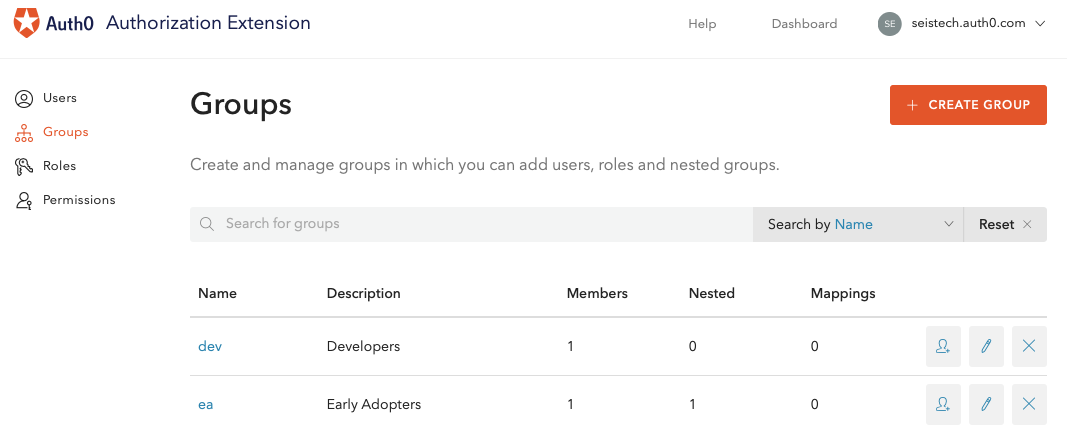 Auth0 Authorization Extension
Help Dashboard SE seistech.auth0.com
Users
Groups
Roles
Permissions
Groups
CREATE GROUP
Create and manage groups in which you can add users, roles and nested groups.
Search for groups Search by Name Reset
Name Description Members Nested Mappings
dev Developers 1 0 0
ea Early Adopters 1 1 0